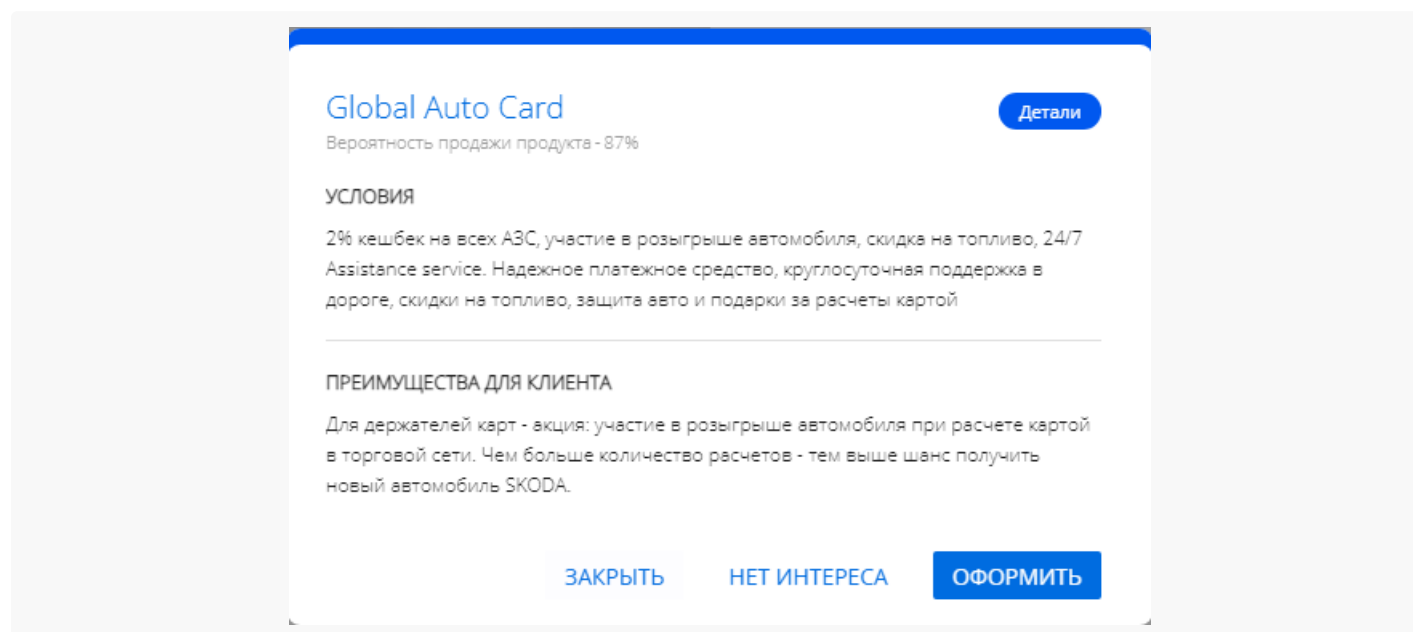 Global Auto Card
Детали
Вероятность продажи продукта - 87%
УСЛОВИЯ
2% кешбек на всех АЗС, участие в розыгрыше автомобиля, скидка на топливо, 24/7
Assistance service. Надежное платежное средство, круглосуточная поддержка в
дороге, скидки на топливо, защита авто и подарки за расчеты картой
ПРЕИМУЩЕСТВА ДЛЯ КЛИЕНТА
Для держателей карт - акция: участие в розыгрыше автомобиля при расчете картой
в торговой сети. Чем больше количество расчетов - тем выше шанс получить
новый автомобиль SKODA.
ЗАКРЫТЬ
НЕТ ИНТЕРЕСА
ОФОРМИТЬ